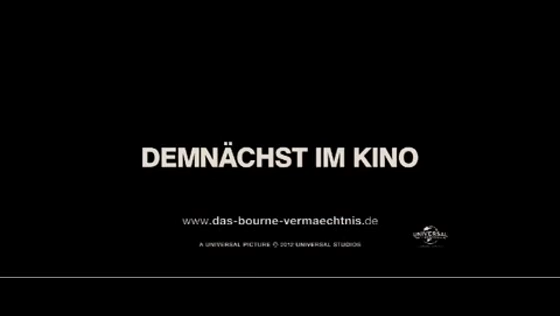 DEMNÄCHST IM KINO
www.das-bourne-vermaechtnis.de
A UNIVERSAL PICTURE © 2012 UNIVERSAL STUDIOS
UNIVERSAL